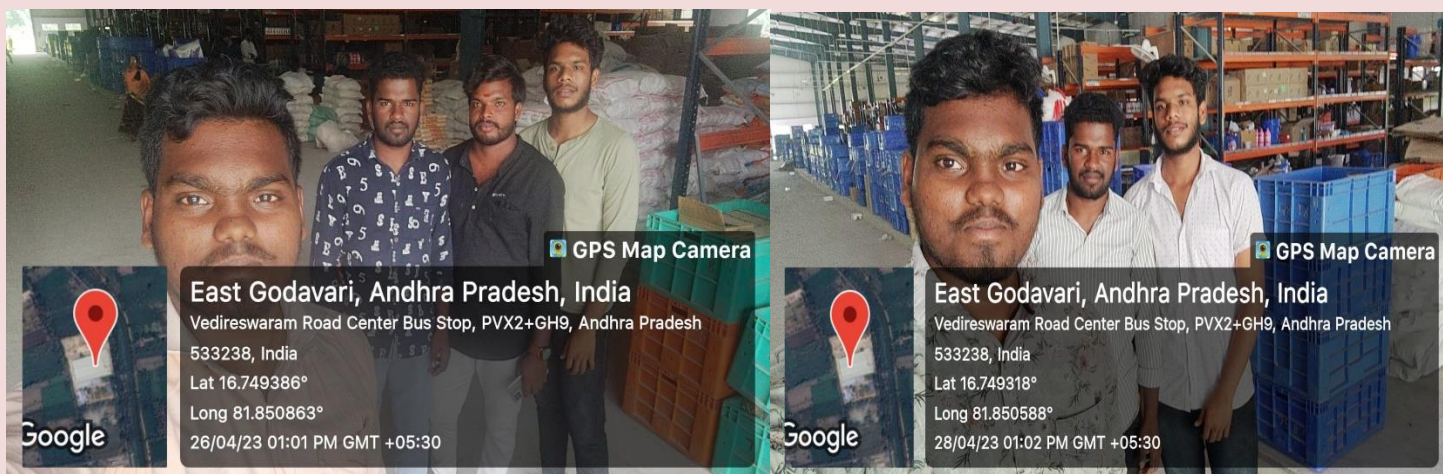 GPS Map Camera
East Godavari, Andhra Pradesh, India
Vedireswaram Road Center Bus Stop, PVX2+GH9, Andhra Pradesh
533238, India
Lat 16.749386°
Long 81.850863°
26/04/23 01:01 PM GMT +05:30
Google
GPS Map Camera
East Godavari, Andhra Pradesh, India
Vedireswaram Road Center Bus Stop, PVX2+GH9, Andhra Pradesh
533238, India
Lat 16.749318°
Long 81.850588°
28/04/23 01:02 PM GMT +05:30
Google